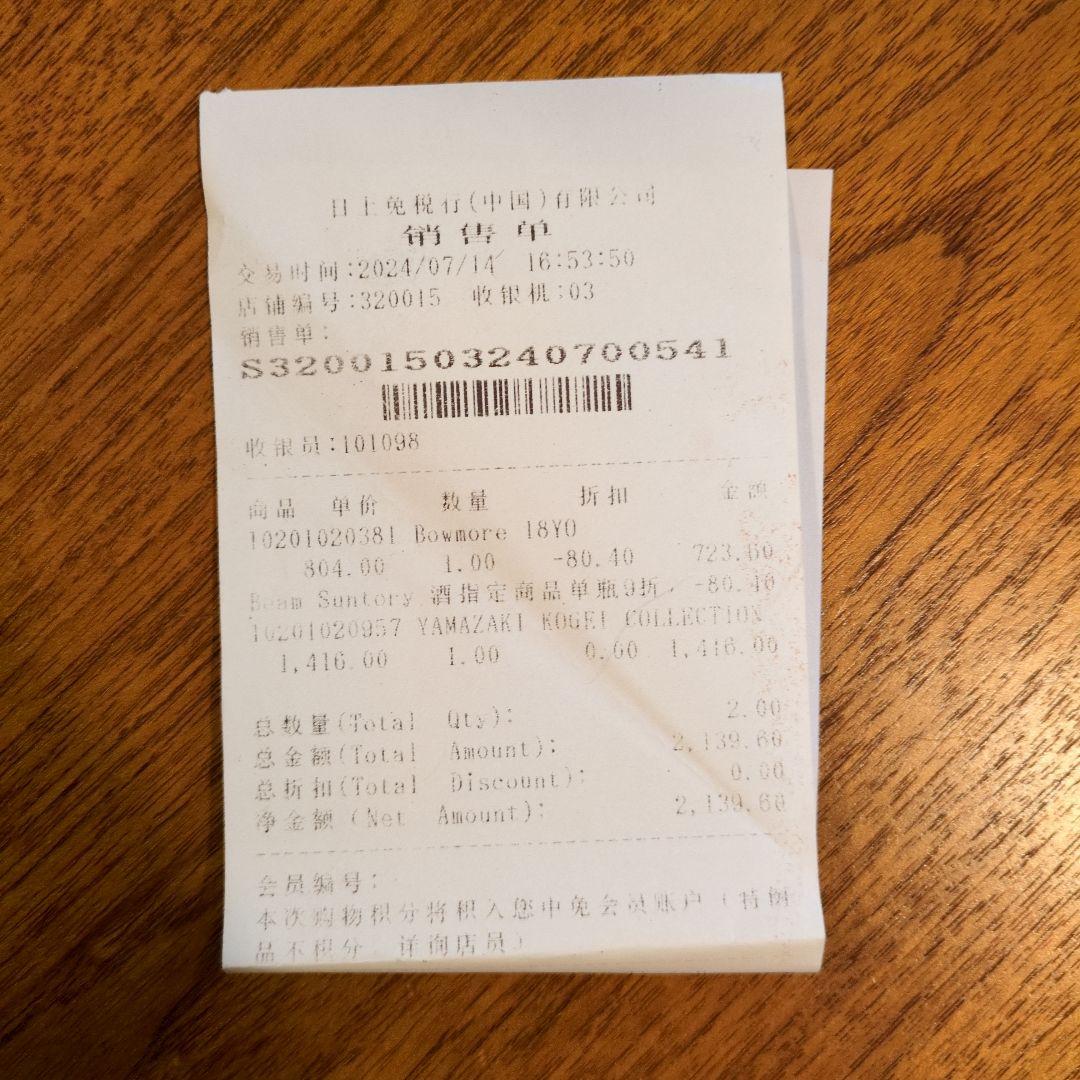 日上免税行(中国)有限公司
销售单
交易时间:2024/07/14 16:53:50
店铺编号:320015 收银机:03
销售单:
S32001503240700541
收银员:101098
商品 单价 数量 折扣 金额
10201020381 Bowmore 18YO
804.00 1.00 -80.40 723.60
Beam Suntory 酒指定商品单瓶9折, -80.40
10201020957 YAMAZAKI KOGEI COLLECTION
1,416.00 1.00 0.00 1,416.00
总数量(Total Qty): 2.00
总金额(Total Amount): 2,139.60
总折扣(Total Discount): 0.00
净金额(Net Amount): 2,139.60
会员编号:
本次购物积分将积入您中免会员账户(特例
品不积分 详询店员)